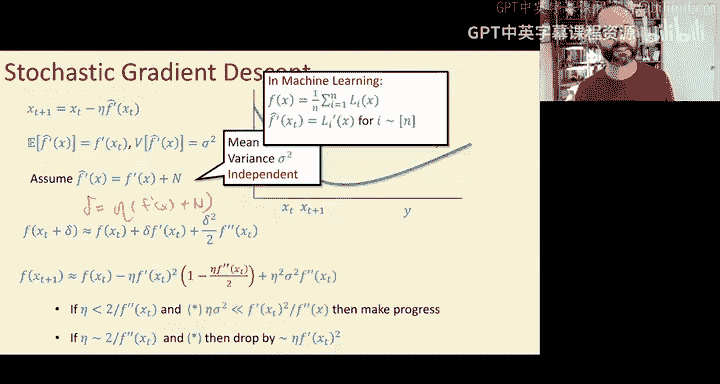 GPT中英字幕课程资源
Stochastic Gradient Desc
In Machine Learning:
f(x) = 1/n ∑ᵢ₌₁ⁿ Lᵢ(x)
f̂′(xₜ) = Lᵢ′(x) for i ~ [n]
xₜ₊₁ = xₜ − ηf̂′(xₜ)
𝔼[f̂′(x)] = f′(xₜ), V[f̂′(x)] = σ²
Mean
Variance σ²
Independent
Assume f̂′(x) = f′(x) + N
δ = η(f′(x) + N)
xₜ xₜ₊₁ y
f(xₜ + δ) ≈ f(xₜ) + δf′(xₜ) + δ²/2 f′′(xₜ)
f(xₜ₊₁) ≈ f(xₜ) − ηf′(xₜ)² (1 − ηf′′(xₜ)/2) + η²σ²f′′(xₜ)
• If η < 2/f′′(xₜ) and (*) ησ² ≪ f′(xₜ)²/f′′(x) then make progress
• If η ~ 2/f′′(xₜ) and (*) then drop by ~ ηf′(xₜ)²